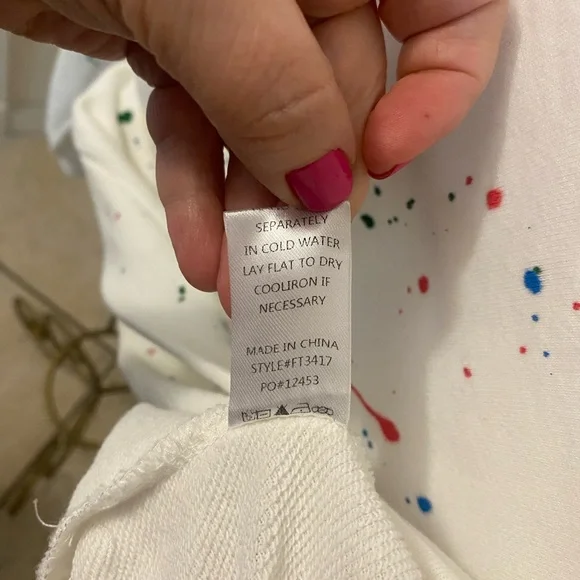 SEPARATELY
IN COLD WATER
LAY FLAT TO DRY
COOLIRON IF
NECESSARY
MADE IN CHINA
STYLE#FT3417
PO#12453